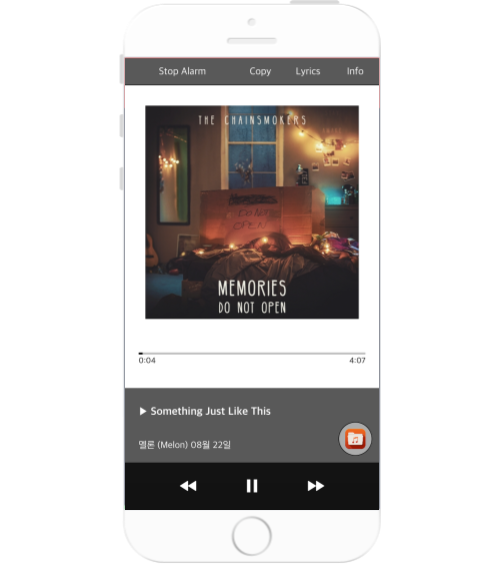 Stop Alarm Copy Lyrics Info
THE CHAINSMOKERS
MEMORIES
DO NOT OPEN
0:04 4:07
Something Just Like This
멜론 (Melon) 08월 22일